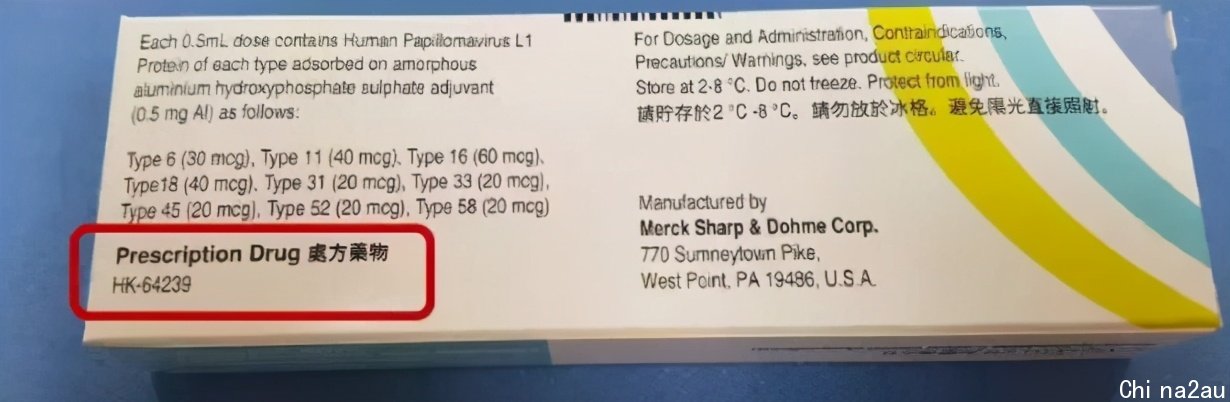 Each 0.5mL dose contains Human Papillomavirus L1
Protein of each type adsorbed on amorphous
aluminium hydroxyphosphate sulphate adjuvant
(0.5 mg Al) as follows:
Type 6 (30 mcg), Type 11 (40 mcg), Type 16 (60 mcg),
Type18 (40 mcg), Type 31 (20 mcg), Type 33 (20 mcg),
Type 45 (20 mcg), Type 52 (20 mcg), Type 58 (20 mcg)
Prescription Drug 處方藥物
HK-64239
For Dosage and Administration, Contraindications,
Precautions/ Warnings, see product circular.
Store at 2-8 °C. Do not freeze. Protect from light.
請貯存於2 °C -8 °C。請勿放於冰格。避免陽光直接照射。
Manufactured by
Merck Sharp & Dohme Corp.
770 Sumneytown Pike,
West Point, PA 19486, U.S.A.
Chi na2au